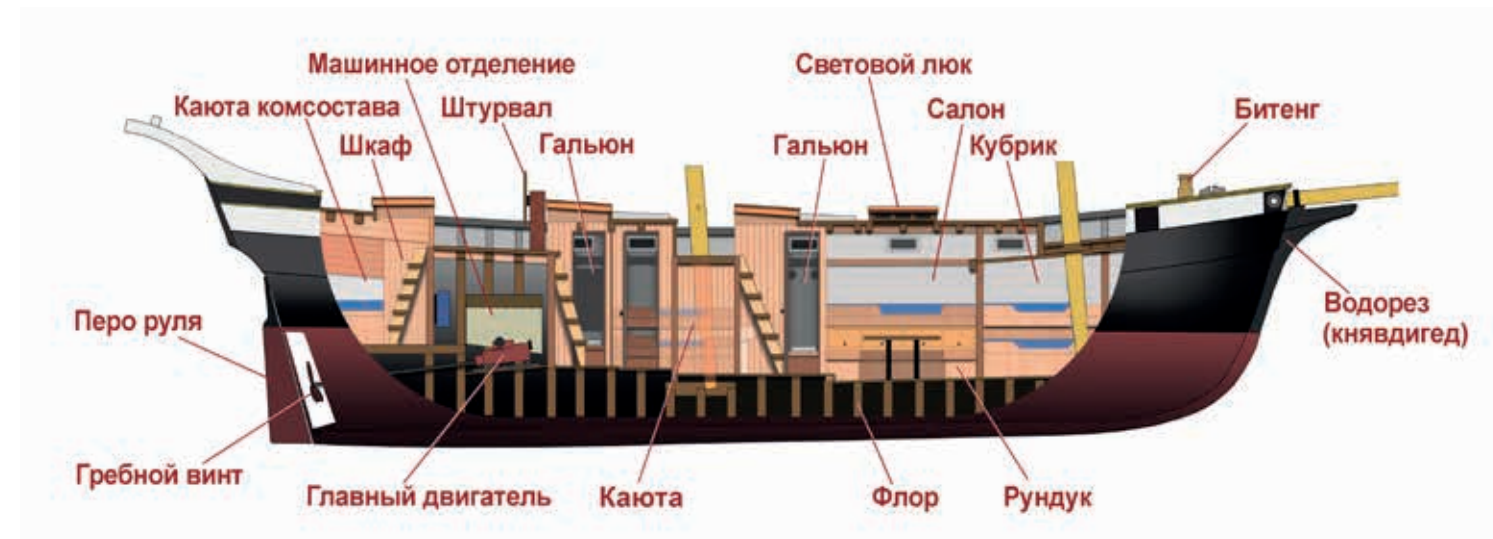 Машинное отделение
Световой люк
Каюта комсостава
Штурвал
Салон
Битенг
Шкаф
Гальюн
Гальюн
Кубрик
Водорез
(княвдигед)
Перо руля
Гребной винт
Главный двигатель
Каюта
Флор
Рундук